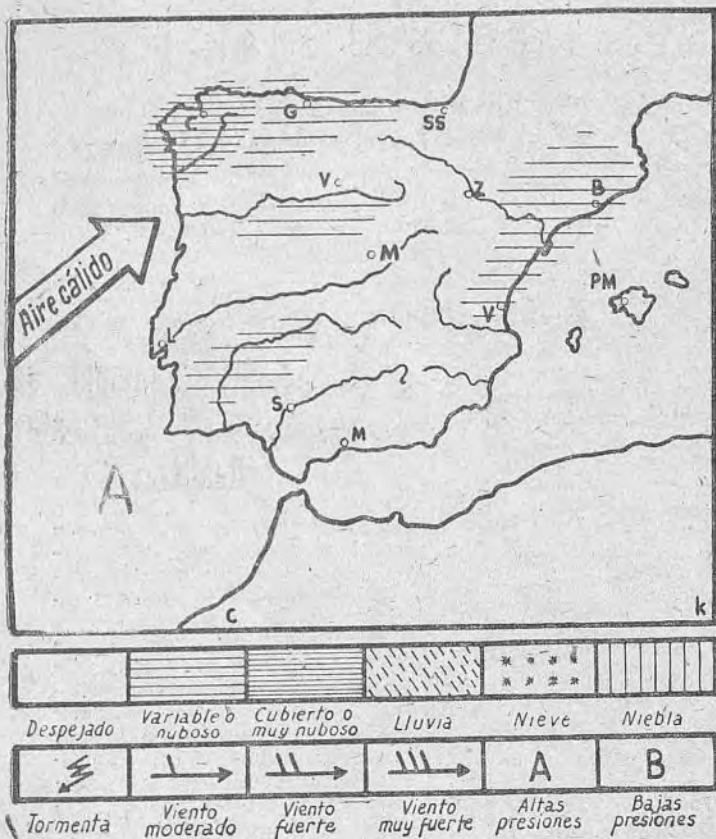 C
G
SS
V
Z
B
M
PM
V
L
S
M
Aire cálido
A
C
k
Despejado
Variable o nuboso
Cubierto o muy nuboso
Lluvia
Nieve
Niebla
A
B
Tormenta
Viento moderado
Viento fuerte
Viento muy fuerte
Altas presiones
Bajas presiones